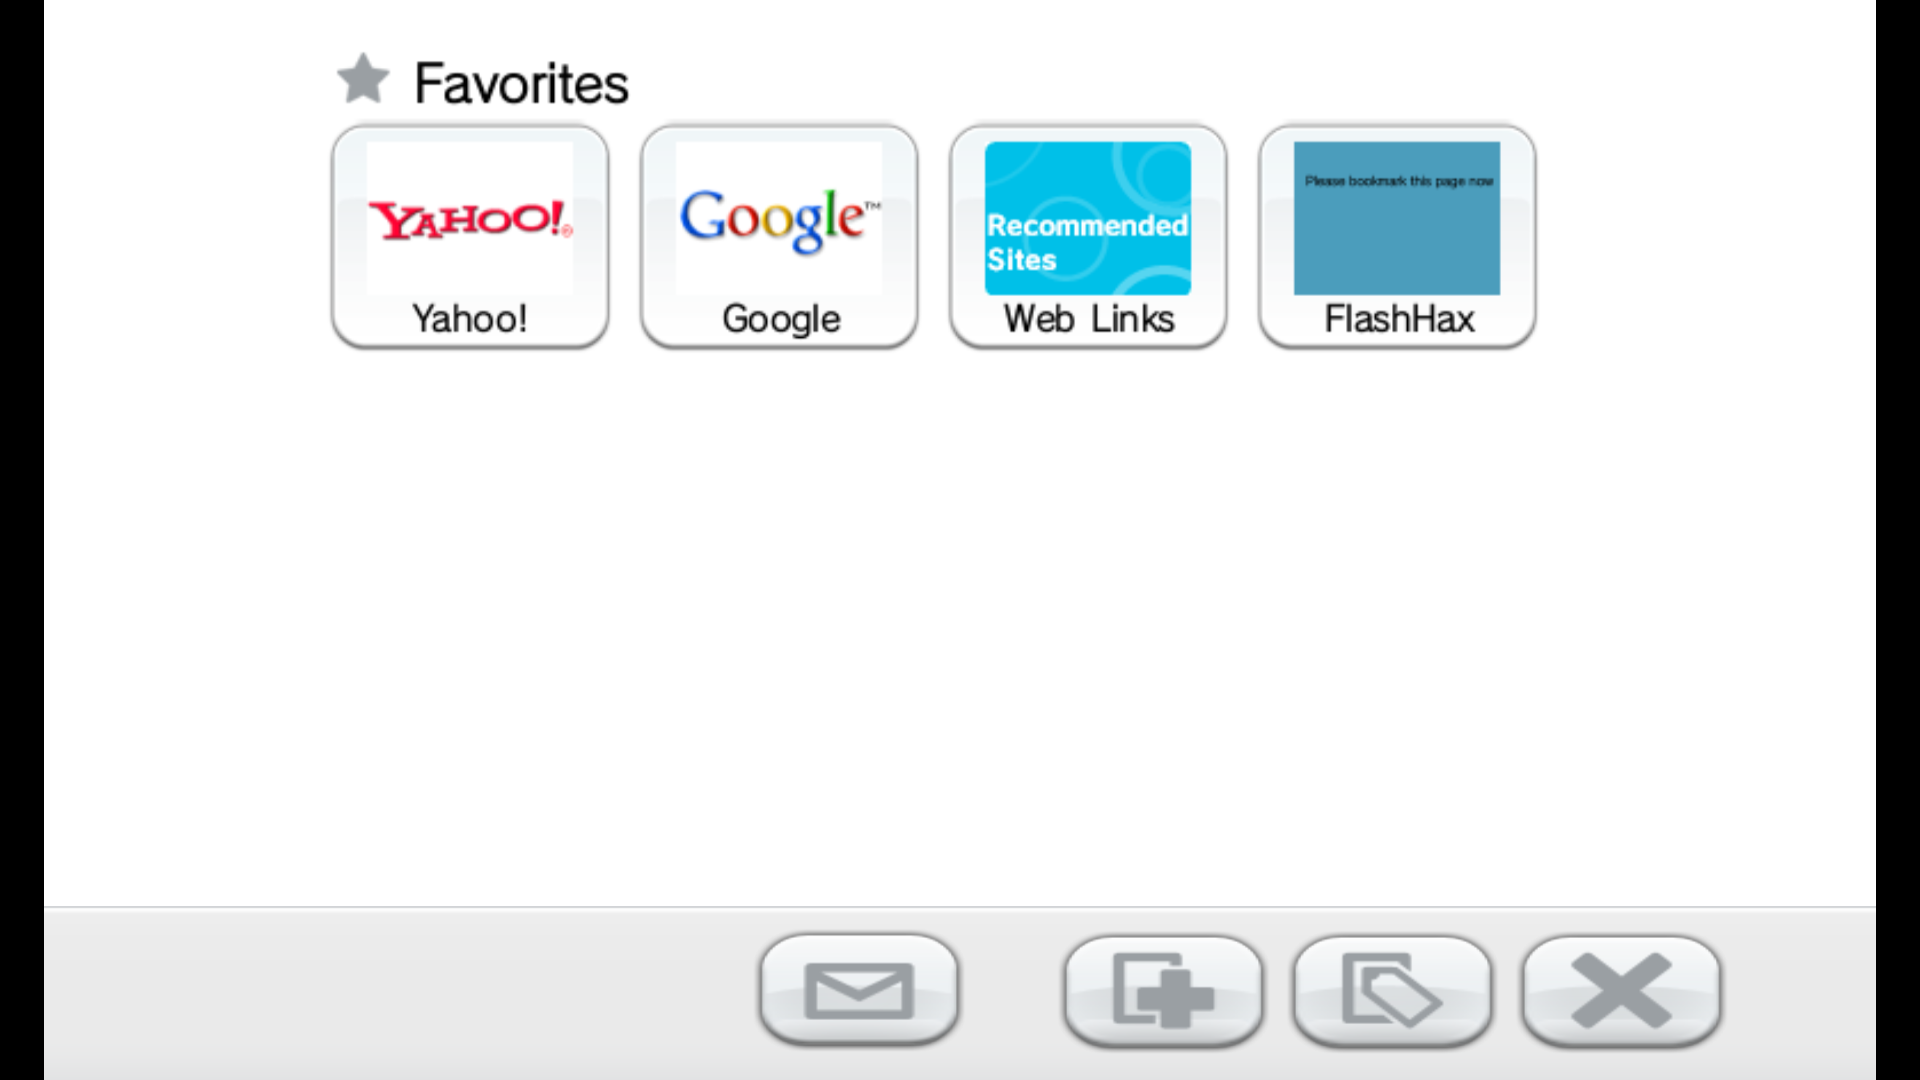 Favorites
YAHOO!®
Google™
Recommended
Sites
Please bookmark this page now
Yahoo!
Google
Web Links
FlashHax